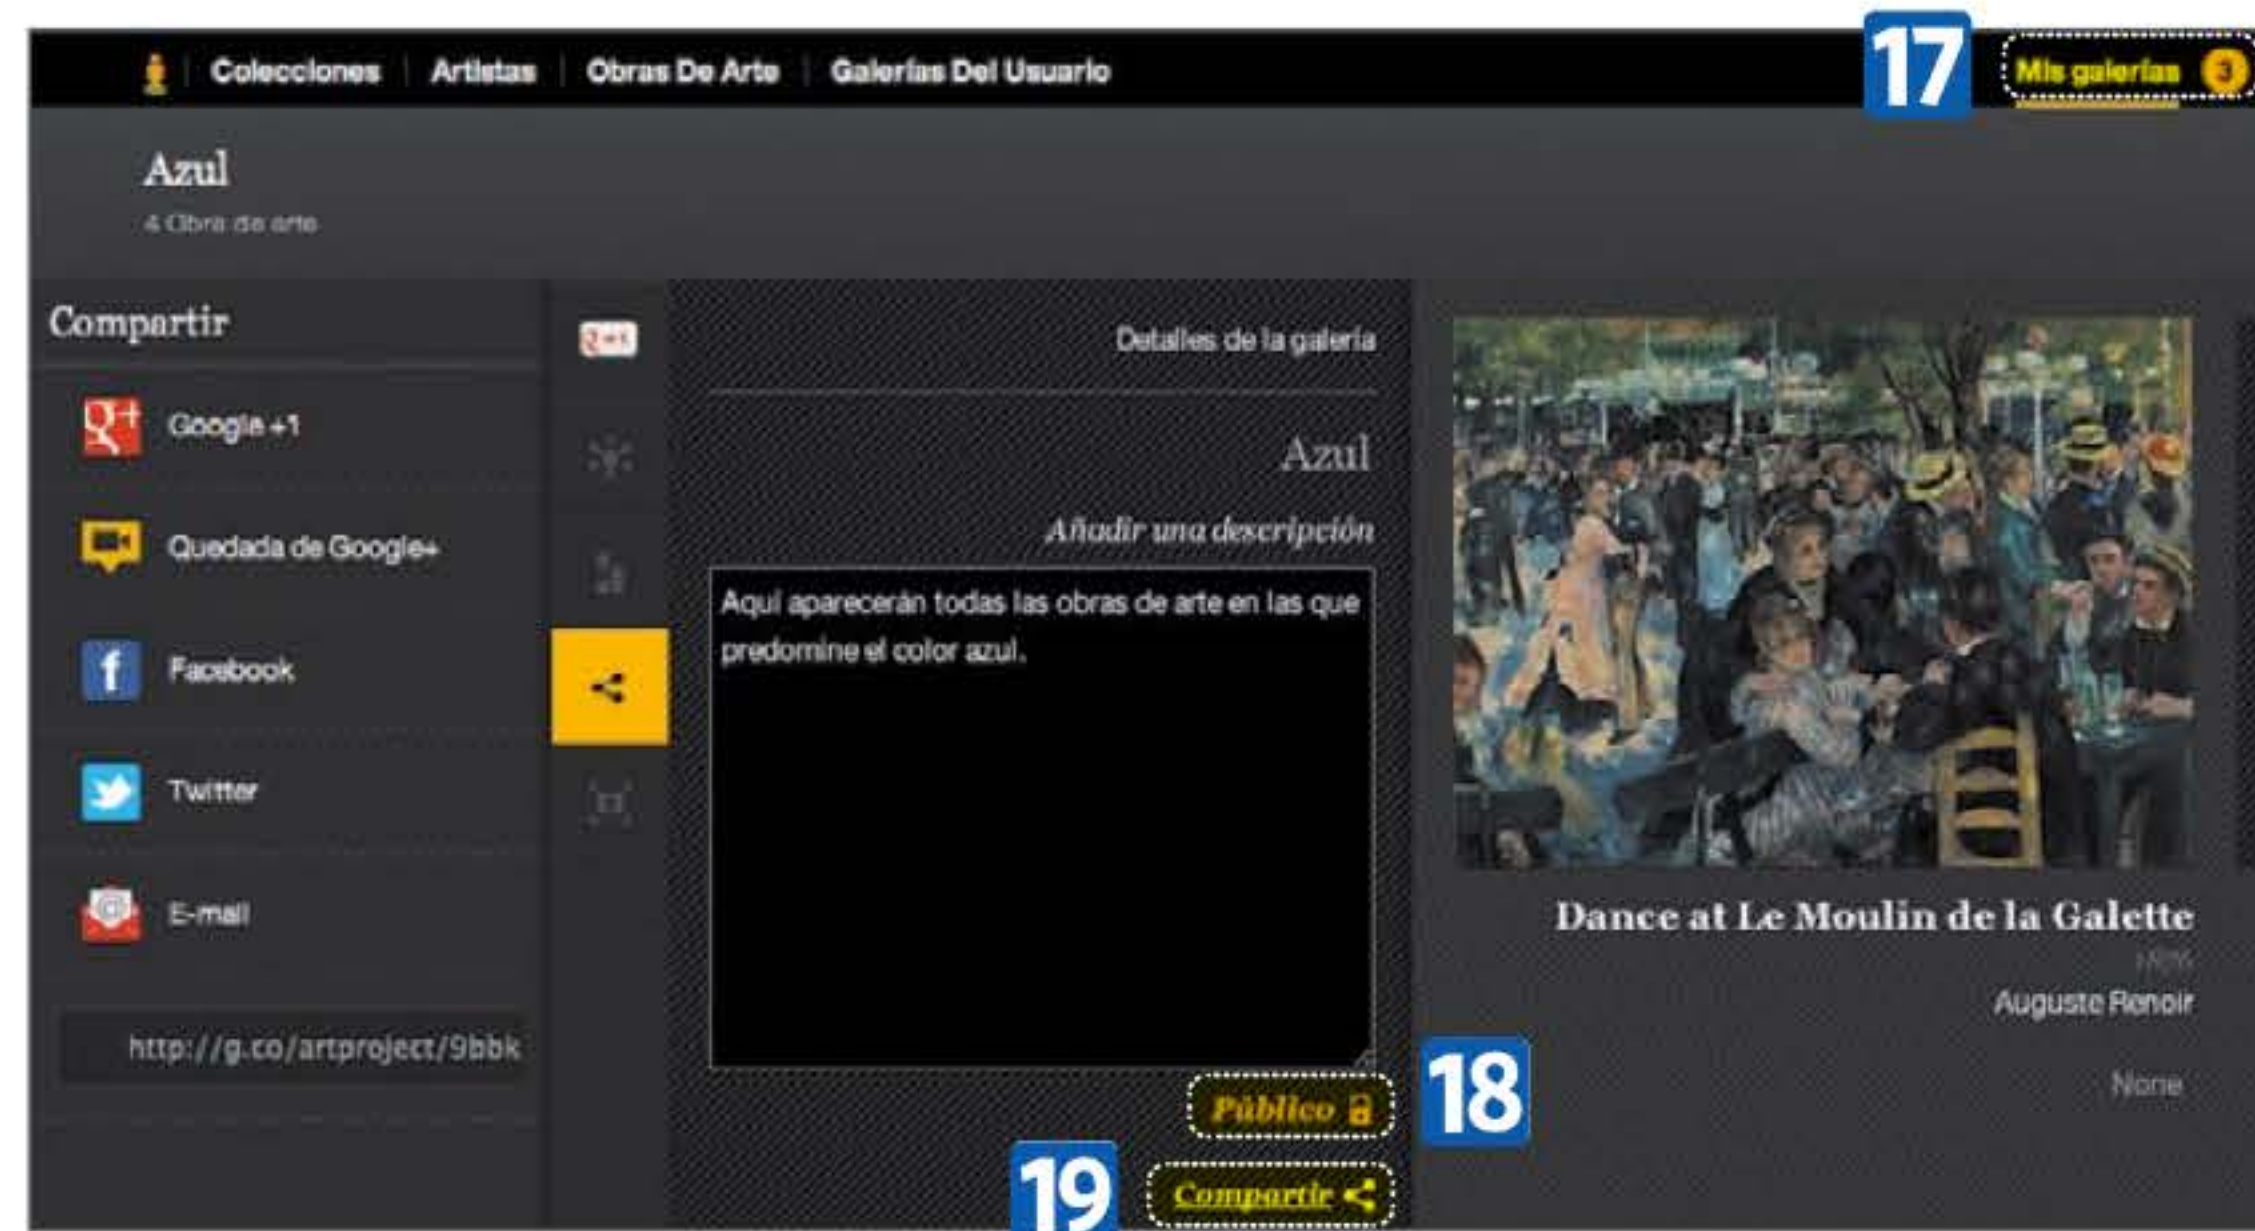 17
Colecciones Artistas Obras De Arte Galerías Del Usuario Mis galerías 3
Azul
4 Obra de arte
Compartir
Google +1
Quedada de Google+
Facebook
Twitter
E-mail
http://g.co/artproject/9bbk
Detalles de la galería
Azul
Añadir una descripción
Aquí aparecerán todas las obras de arte en las que
predomine el color azul.
Público
18
19
Compartir
Dance at Le Moulin de la Galette
Auguste Renoir
None